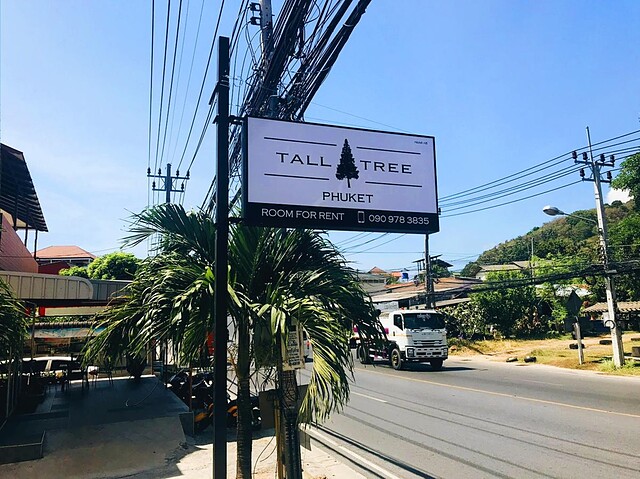 TALL TREE
PHUKET
ROOM FOR RENT 090 978 3835